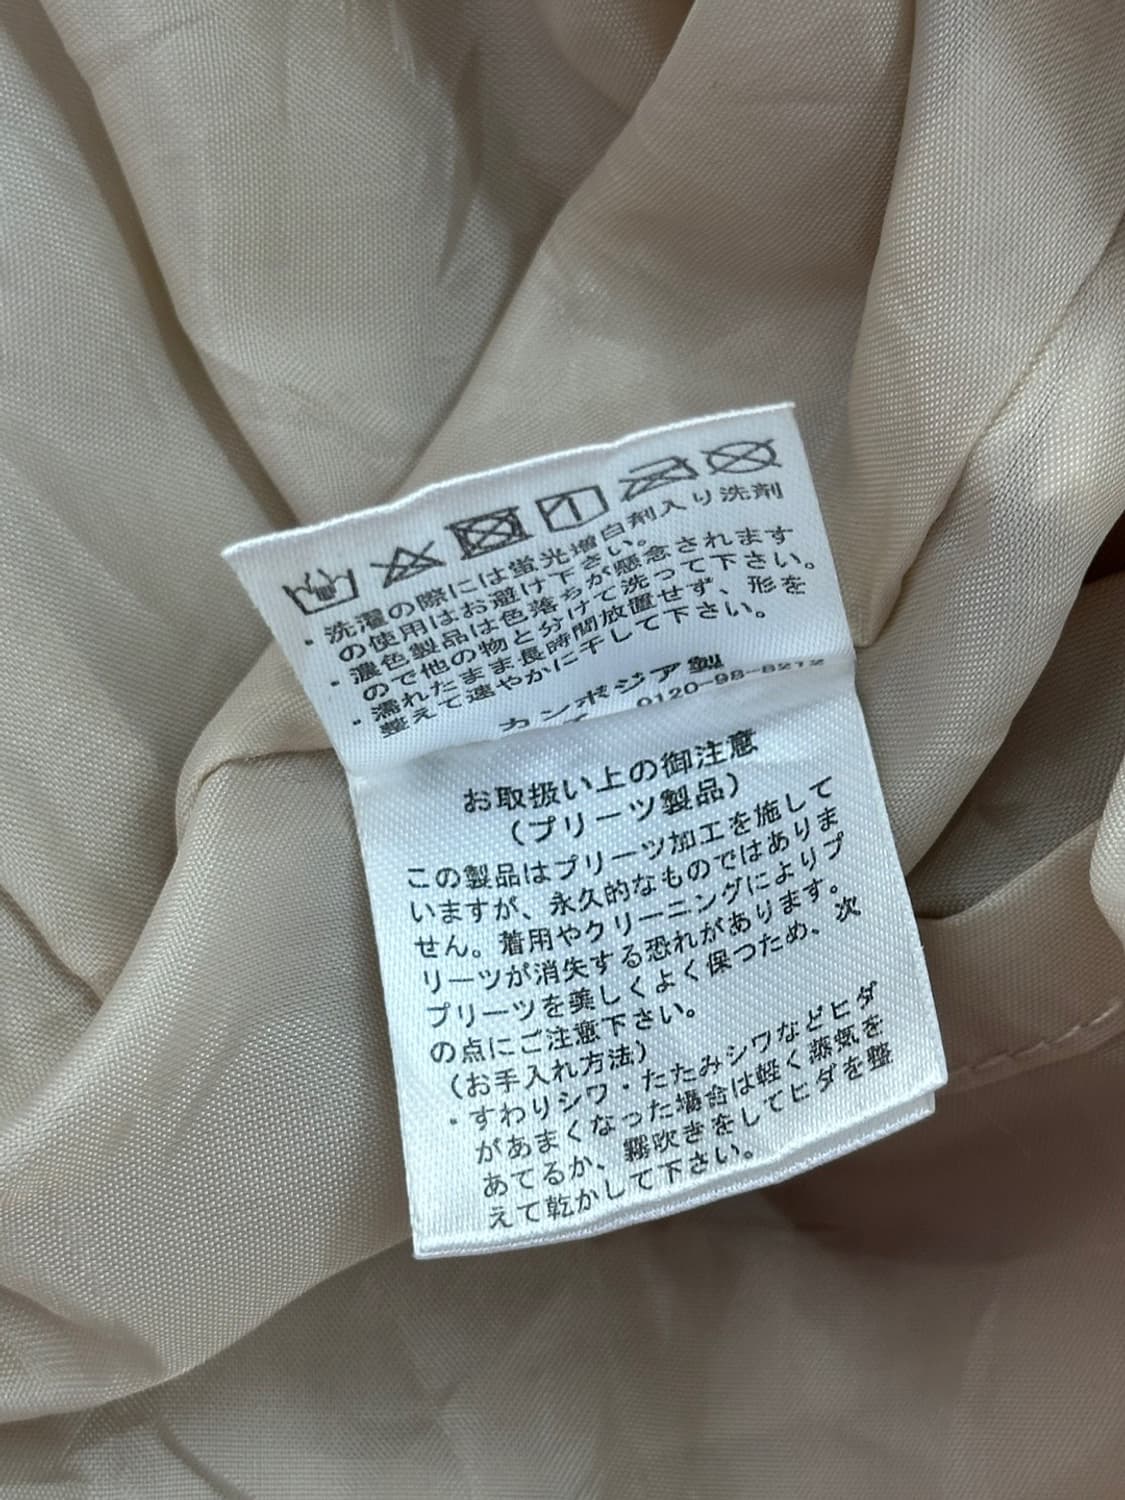 ・洗濯の際には蛍光増白剤入り洗剤
の使用はお避け下さい。
・濃色製品は色落ちが懸念されます
ので他の物と分けて洗って下さい。
・濡れたまま長時間放置せず、形を
整えて速やかに干して下さい。
カンボジア製
0120-98-8212
お取扱い上の御注意
(プリーツ製品)
この製品はプリーツ加工を施して
いますが、永久的なものではありま
せん。着用やクリーニングによりプ
リーツが消失する恐れがあります。
プリーツを美しくよく保つため、次
の点にご注意下さい。
(お手入れ方法)
・すわりシワ・たたみシワなどヒダ
があまくなった場合は軽く蒸気を
あてるか、霧吹きをしてヒダを整
えて乾かして下さい。